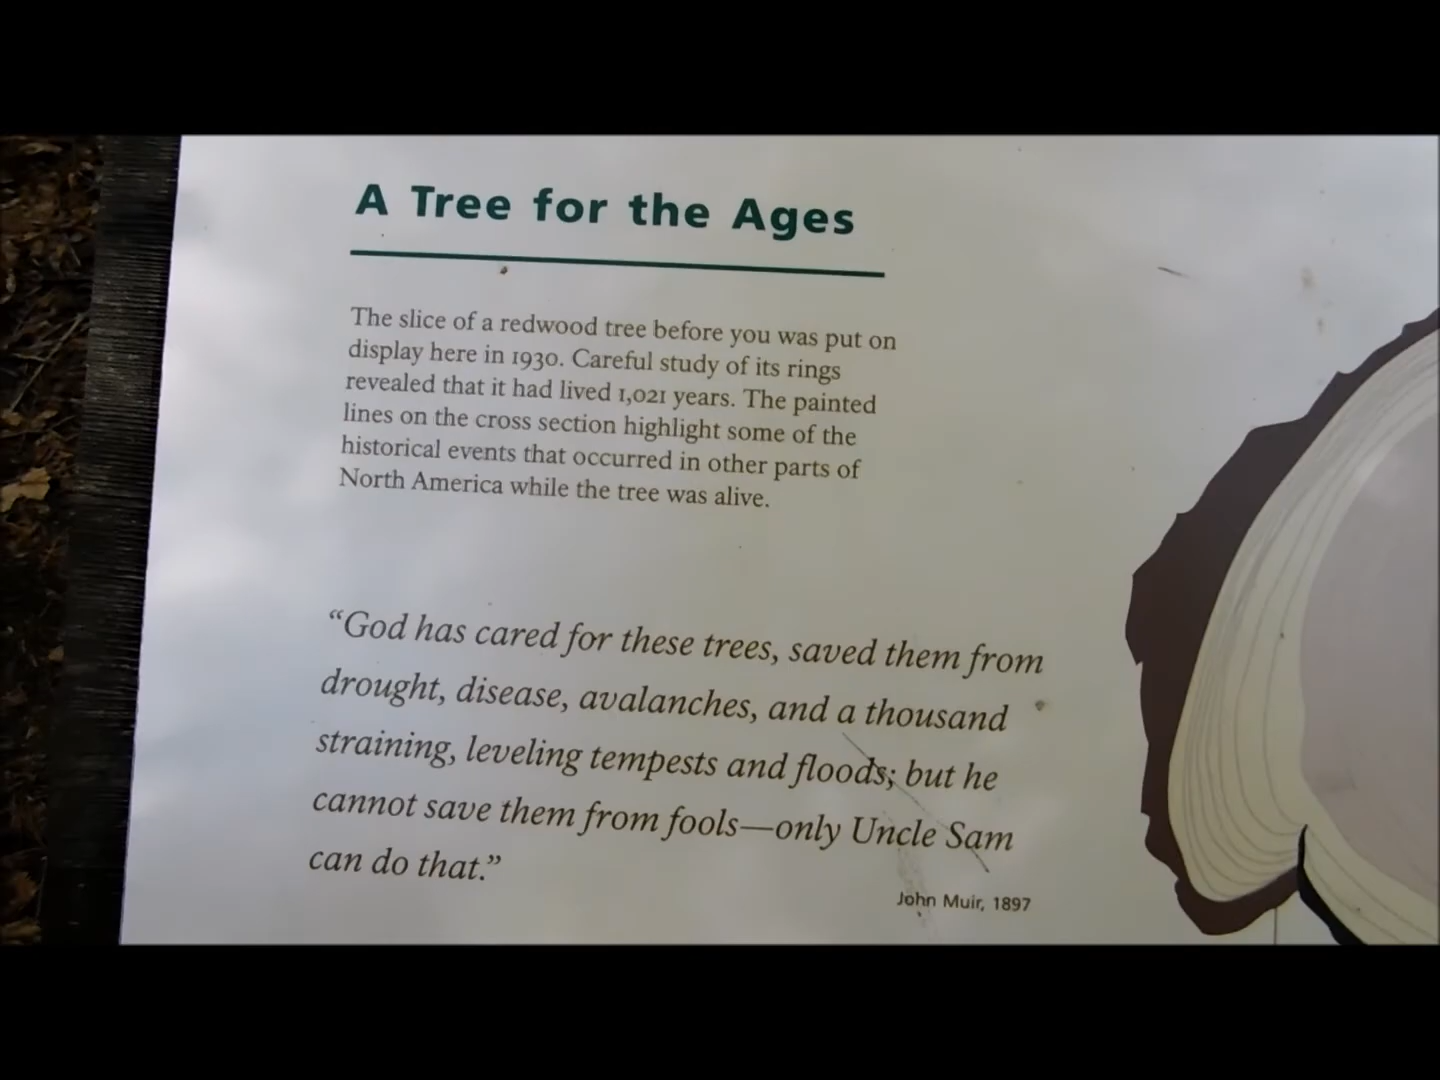 A Tree for the Ages
The slice of a redwood tree before you was put on
display here in 1930. Careful study of its rings
revealed that it had lived 1,021 years. The painted
lines on the cross section highlight some of the
historical events that occurred in other parts of
North America while the tree was alive.
“God has cared for these trees, saved them from
drought, disease, avalanches, and a thousand
straining, leveling tempests and floods; but he
cannot save them from fools—only Uncle Sam
can do that.”
John Muir, 1897